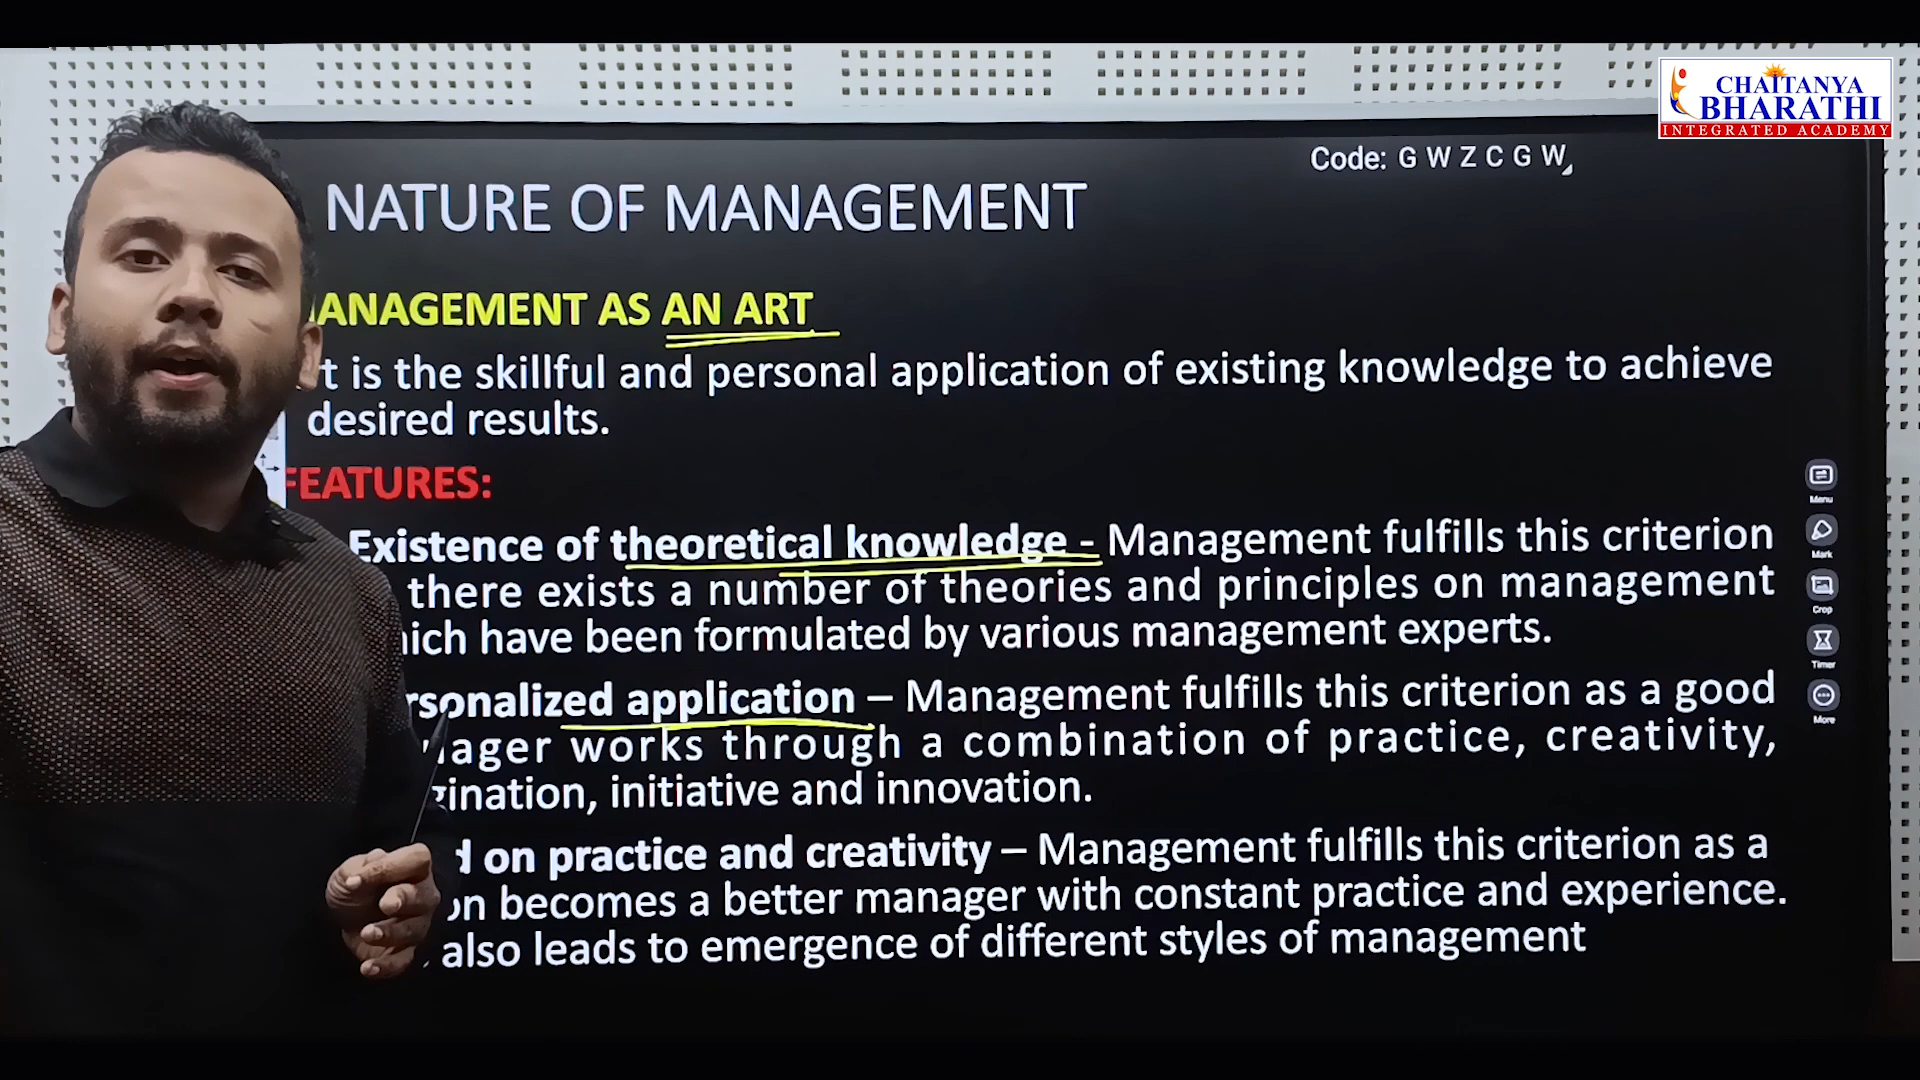 CHAITANYA
BHARATHI
INTEGRATED ACADEMY
Code: G W Z C G W
NATURE OF MANAGEMENT
ANAGEMENT AS AN ART
t is the skillful and personal application of existing knowledge to achieve
desired results.
FEATURES:
Existence of theoretical knowledge - Management fulfills this criterion
there exists a number of theories and principles on management
hich have been formulated by various management experts.
rsonalized application – Management fulfills this criterion as a good
nager works through a combination of practice, creativity,
gination, initiative and innovation.
d on practice and creativity – Management fulfills this criterion as a
on becomes a better manager with constant practice and experience.
also leads to emergence of different styles of management
Menu
Mark
Crop
Timer
More